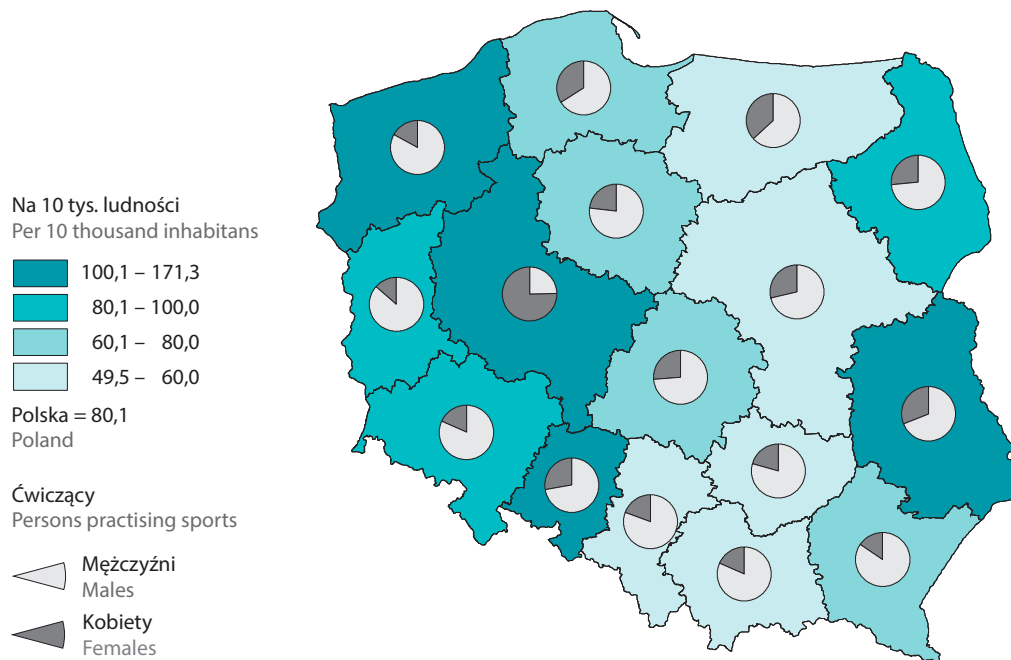 Na 10 tys. ludności
Per 10 thousand inhabitans
100,1 – 171,3
80,1 – 100,0
60,1 – 80,0
49,5 – 60,0
Polska = 80,1
Poland
Ćwiczący
Persons practising sports
Mężczyźni
Males
Kobiety
Females